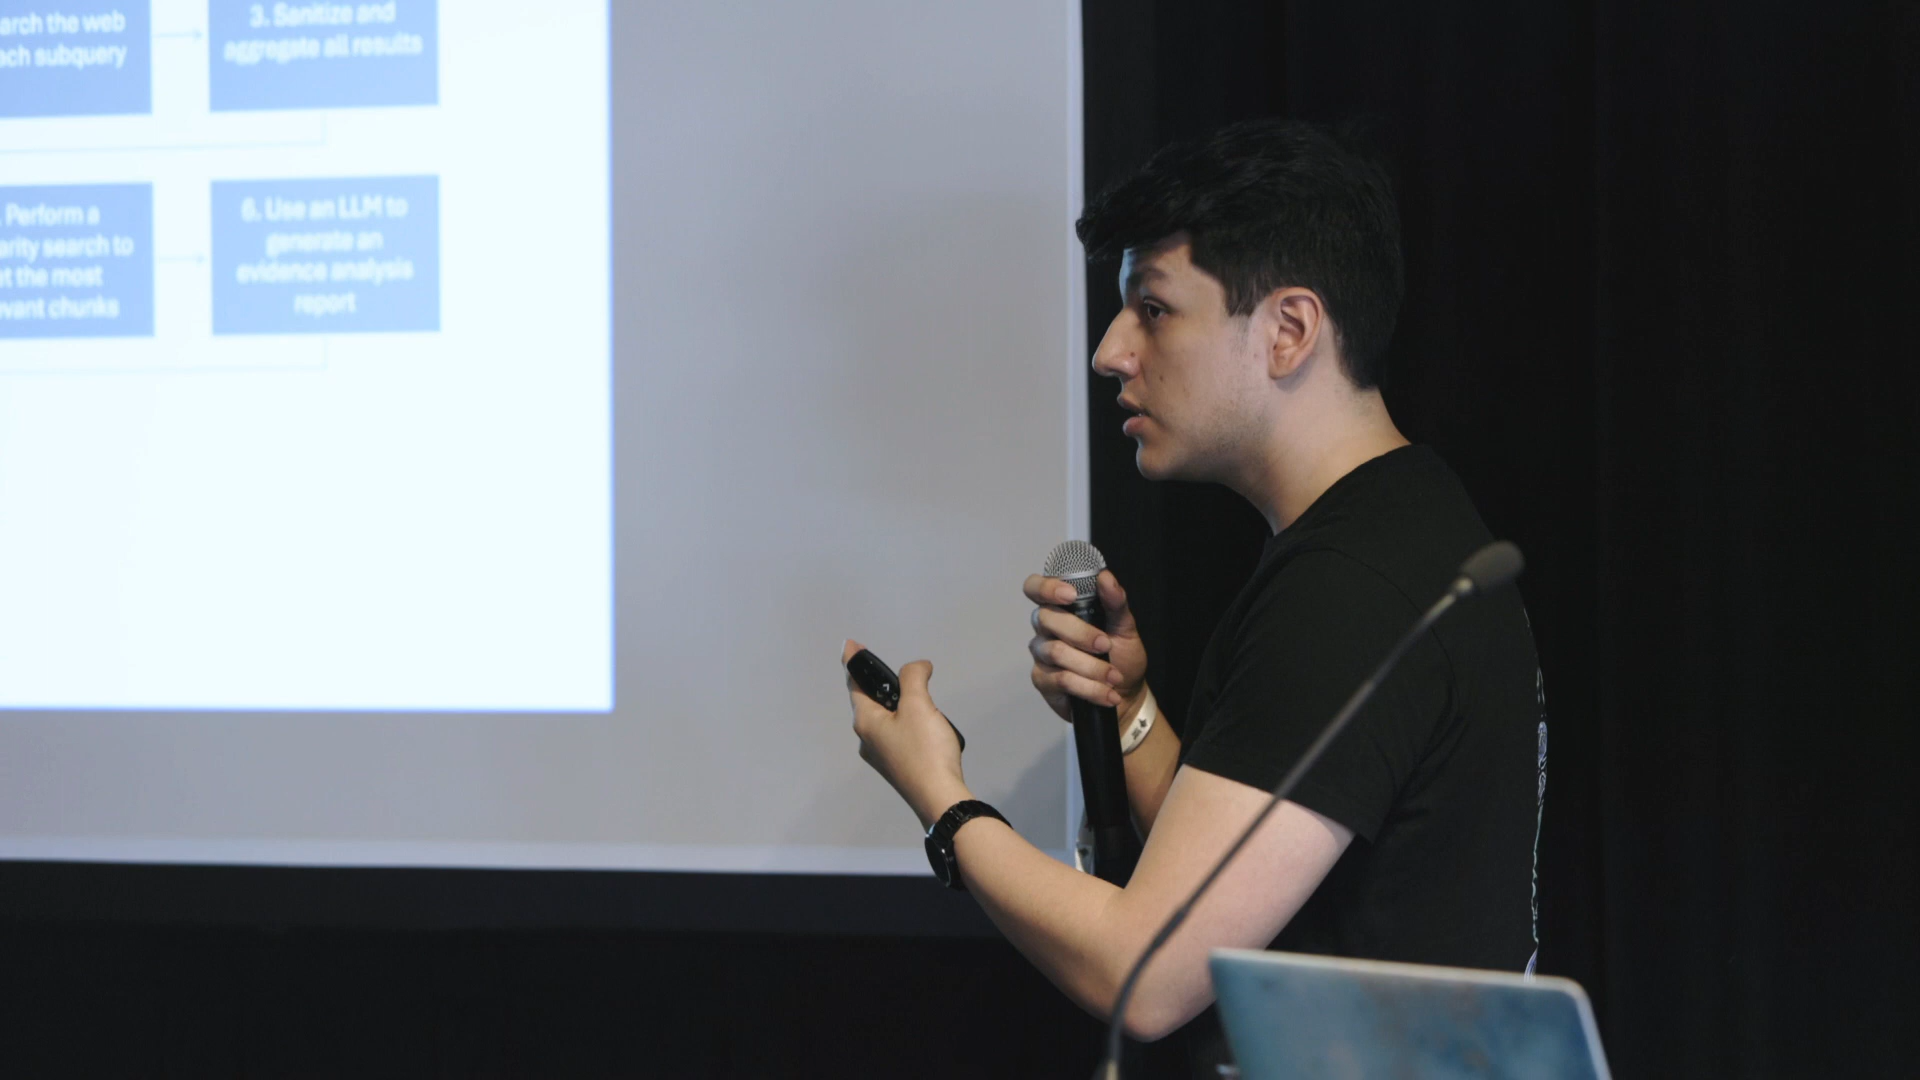 arch the web
ach subquery
3. Sanitize and
aggregate all results
. Perform a
arity search to
t the most
vant chunks
6. Use an LLM to
generate an
evidence analysis
report